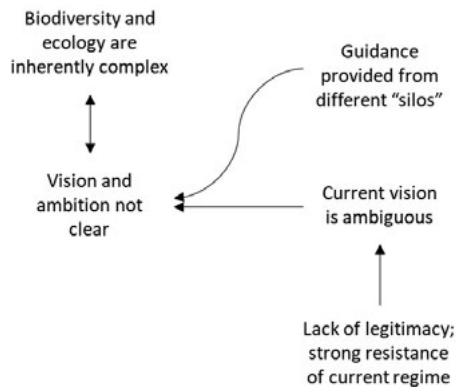 Biodiversity and
ecology are
inherently complex
Guidance
provided from
different “silos”
Vision and
ambition not
clear
Current vision
is ambiguous
Lack of legitimacy;
strong resistance
of current regime